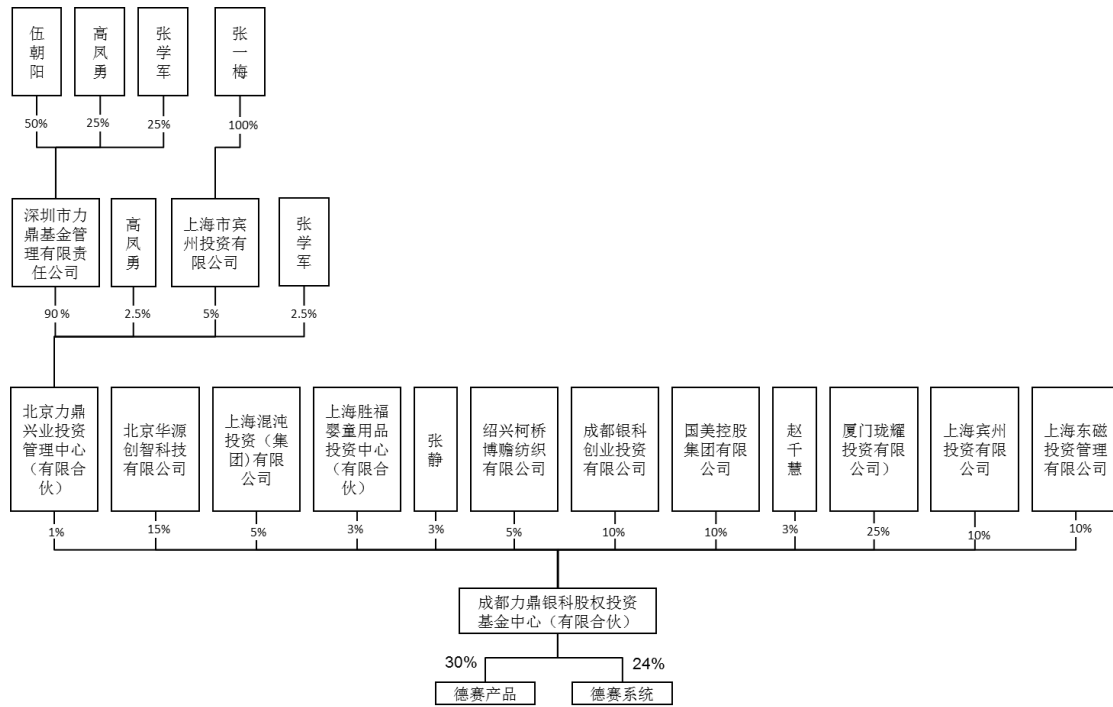 伍朝阳
高凤勇
张学军
张一梅
50%
25%
25%
100%
深圳市力
鼎基金管
理有限责
任公司
高凤勇
上海市宾
州投资有
限公司
张学军
90%
2.5%
5%
2.5%
北京力鼎
兴业投资
管理中心
（有限合
伙）
北京华源
创智科技
有限公司
上海混沌
投资（集
团）有限
公司
上海胜福
婴童用品
投资中心
（有限合
伙）
张静
绍兴柯桥
博赡纺织
有限公司
成都银科
创业投资
有限公司
国美控股
集团有限
公司
赵千慧
厦门珑耀
投资有限
公司）
上海宾州
投资有限
公司
上海东磁
投资管理
有限公司
1%
15%
5%
3%
3%
5%
10%
10%
3%
25%
10%
10%
成都力鼎银科股权投资
基金中心（有限合伙）
30%
24%
德赛产品
德赛系统